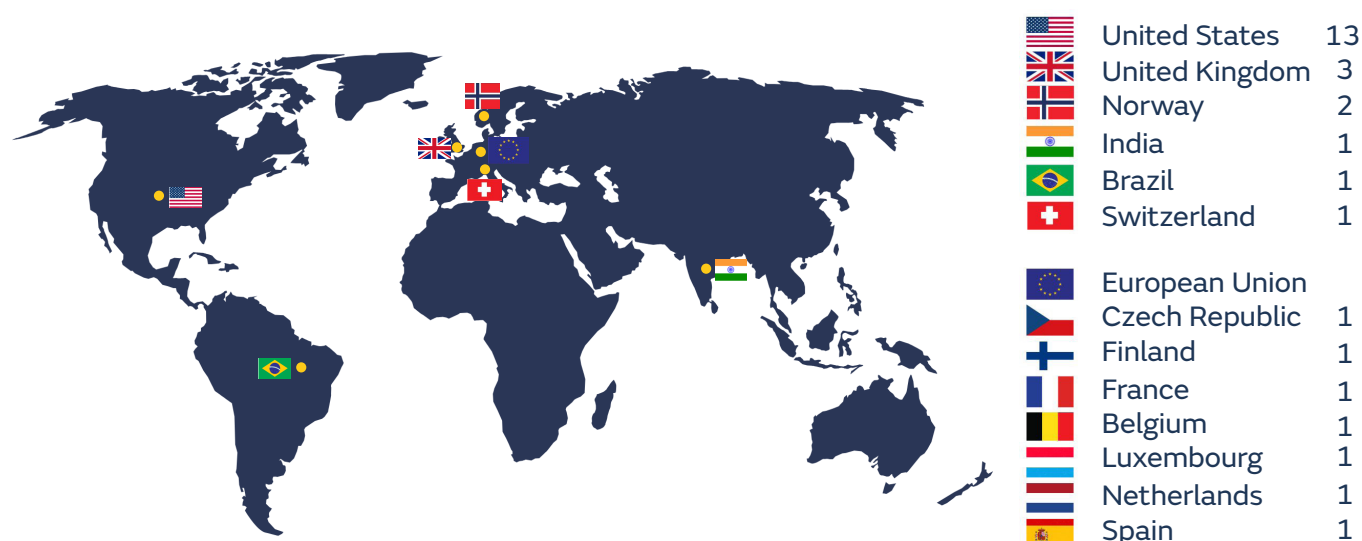 United States 13
United Kingdom 3
Norway 2
India 1
Brazil 1
Switzerland 1
European Union
Czech Republic 1
Finland 1
France 1
Belgium 1
Luxembourg 1
Netherlands 1
Spain 1